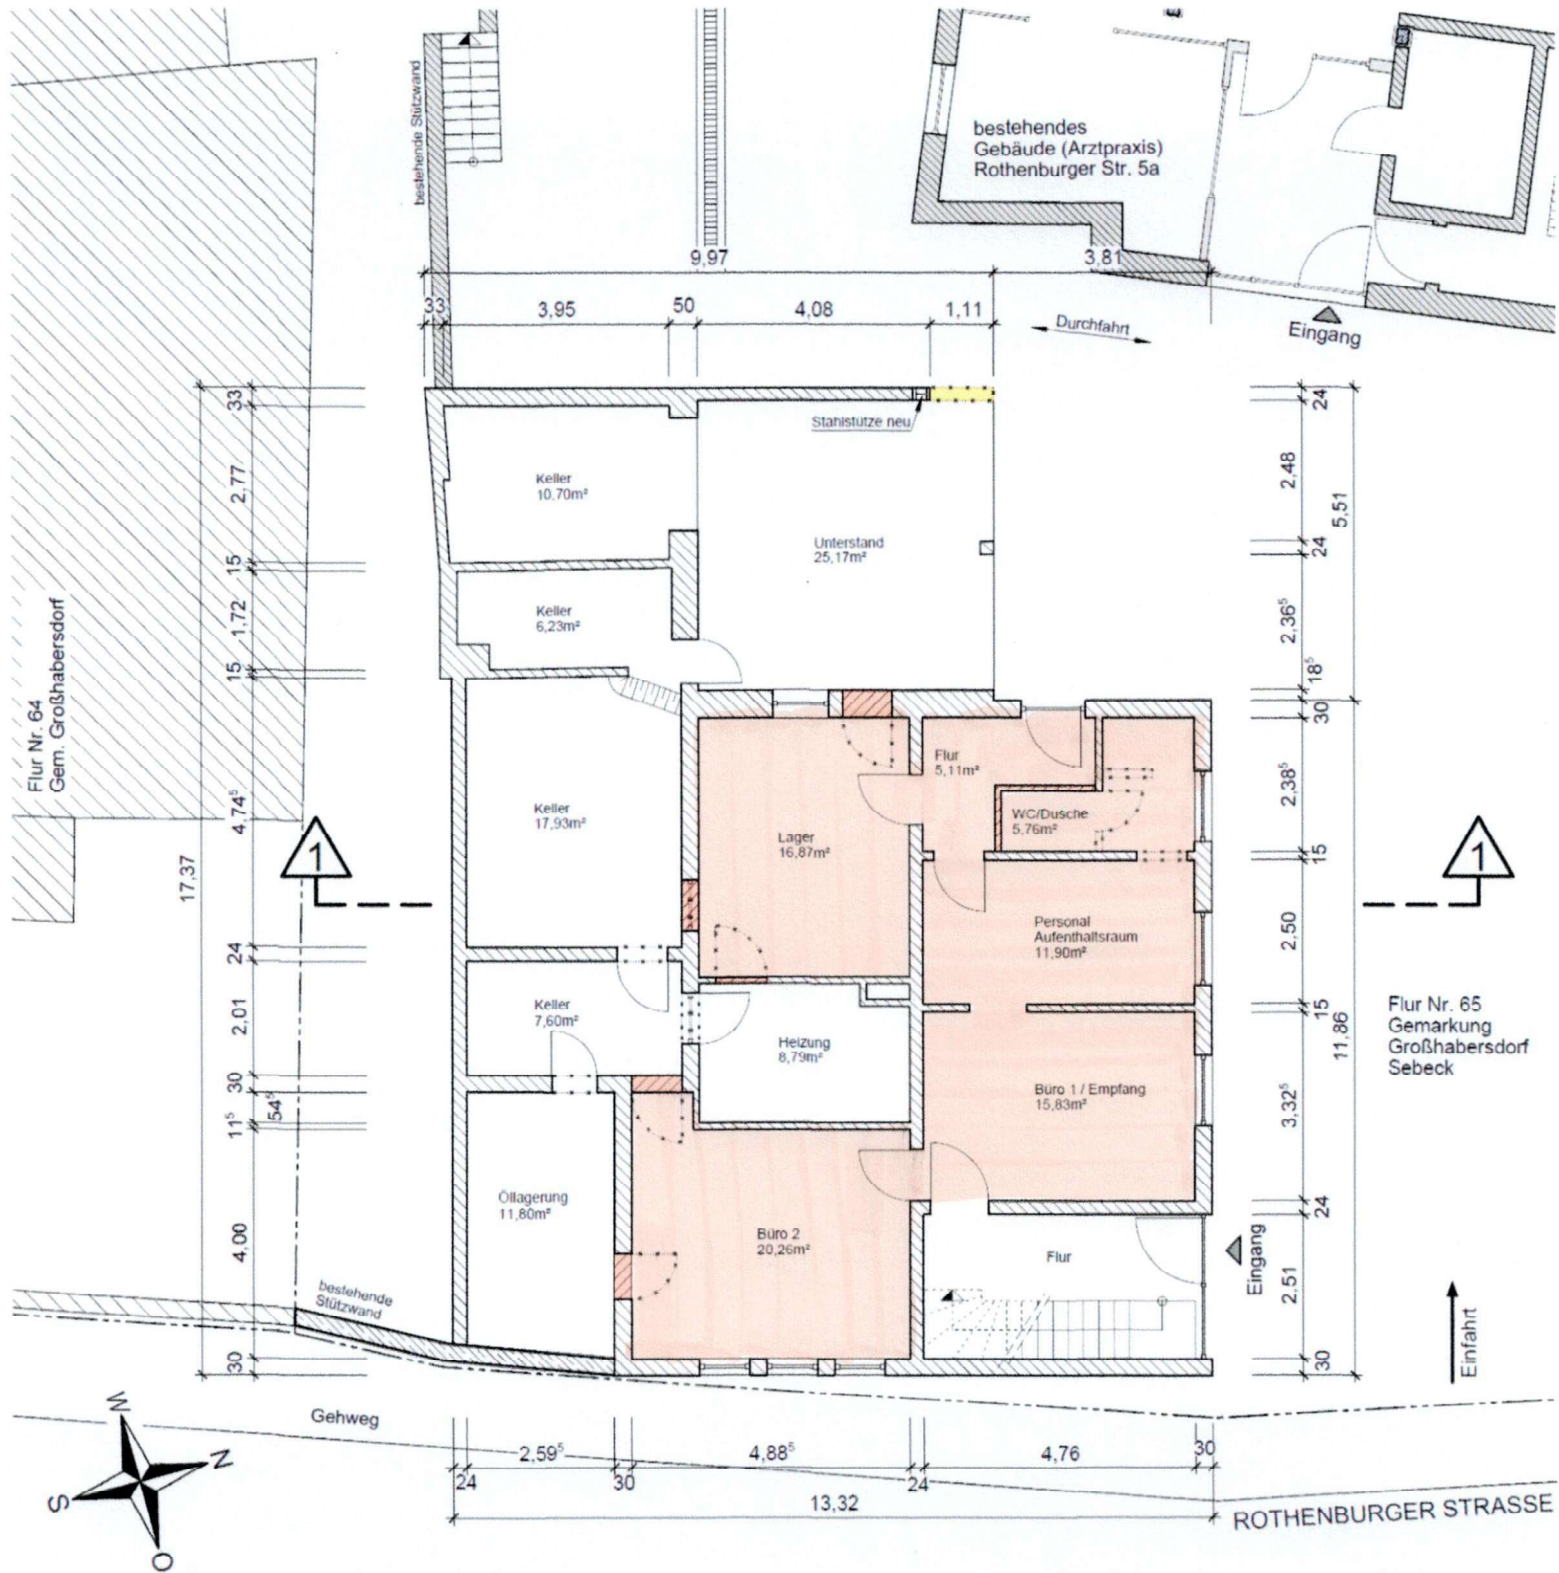 bestehende Stützwand
bestehendes
Gebäude (Arztpraxis)
Rothenburger Str. 5a
9,97
3,81
33
3,95
50
4,08
1,11
Durchfahrt
Eingang
Stahlstütze neu
33
2,77
15
1,72
15
4,74⁵
17,37
24
2,01
30
54⁵
11⁵
4,00
30
24
2,48
5,51
24
2,36⁵
18⁵
30
2,38⁵
15
2,50
15
11,86
3,32⁵
24
2,51
30
Keller
10,70m²
Unterstand
25,17m²
Keller
6,23m²
Flur Nr. 64
Gem. Großhabersdorf
Flur
5,11m²
Keller
17,93m²
WC/Dusche
5,76m²
Lager
16,87m²
1
1
Personal
Aufenthaltsraum
11,90m²
Keller
7,60m²
Heizung
8,79m²
Flur Nr. 65
Gemarkung
Großhabersdorf
Sebeck
Büro 1 / Empfang
15,83m²
Öllagerung
11,80m²
Büro 2
20,26m²
Flur
Eingang
Einfahrt
bestehende
Stützwand
Gehweg
W
N
S
O
24
2,59⁵
30
4,88⁵
24
4,76
30
13,32
ROTHENBURGER STRASSE